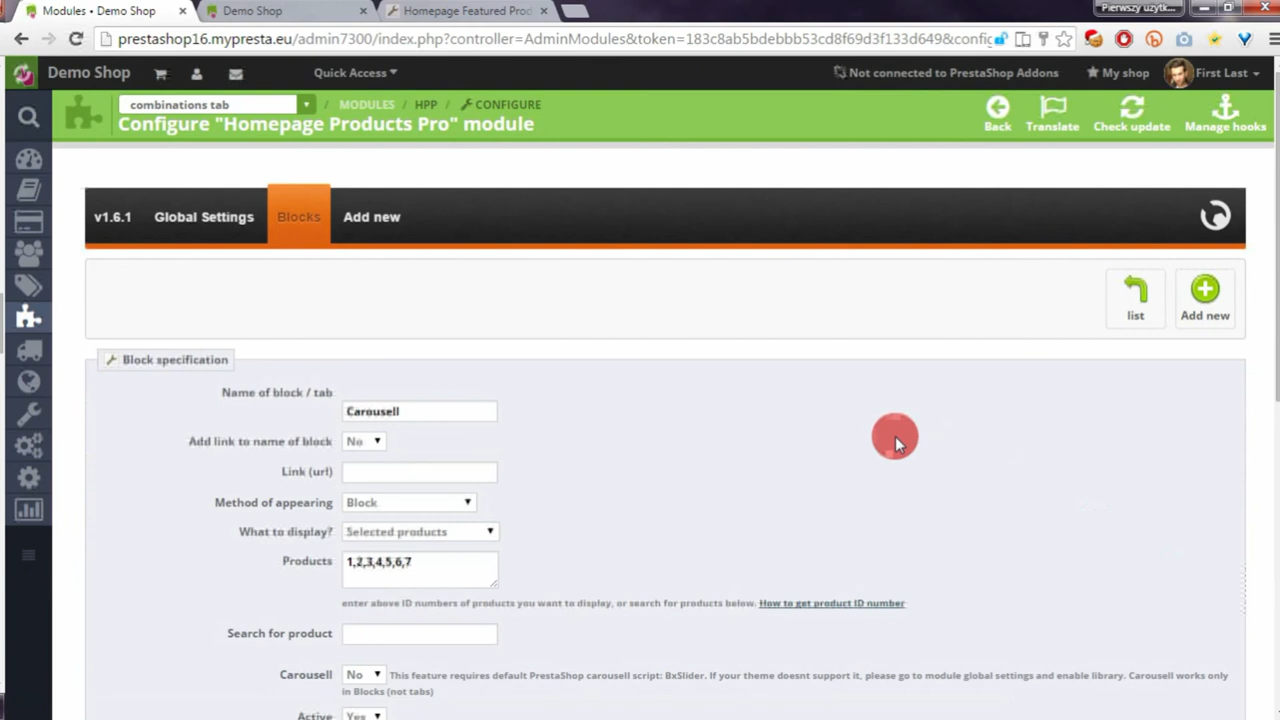 Modules • Demo Shop
Demo Shop
Homepage Featured Prod
Pierwszy użytk...
prestashop16.mypresta.eu/admin7300/index.php?controller=AdminModules&token=183c8ab5bdebbb53cd8f69d3f133d649&config
Demo Shop
Quick Access
Not connected to PrestaShop Addons
My shop
First Last
combinations tab
/ MODULES / HPP / CONFIGURE
Configure "Homepage Products Pro" module
Back
Translate
Check update
Manage hooks
v1.6.1
Global Settings
Blocks
Add new
list
Add new
Block specification
Name of block / tab
Carousell
Add link to name of block
No
Link (url)
Method of appearing
Block
What to display?
Selected products
Products
1,2,3,4,5,6,7
enter above ID numbers of products you want to display, or search for products below. How to get product ID number
Search for product
Carousell
No
This feature requires default PrestaShop carousell script: BxSlider. If your theme doesnt support it, please go to module global settings and enable library. Carousell works only
in Blocks (not tabs)
Active
Yes